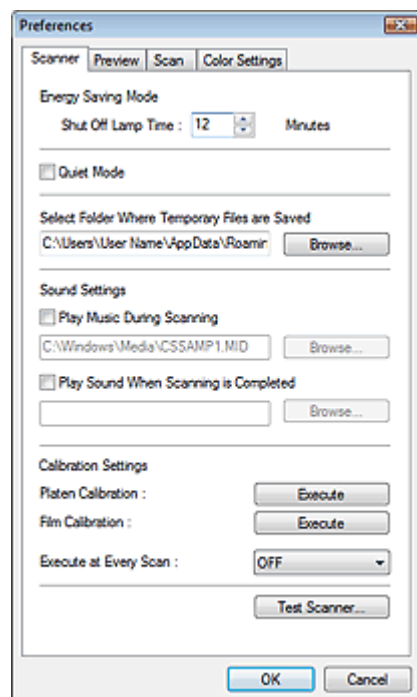 Preferences
Scanner Preview Scan Color Settings
Energy Saving Mode
Shut Off Lamp Time : 12 Minutes
Quiet Mode
Select Folder Where Temporary Files are Saved
C:\Users\User Name\AppData\Roamin Browse...
Sound Settings
Play Music During Scanning
C:\Windows\Media\CSSAMP1.MID Browse...
Play Sound When Scanning is Completed
Browse...
Calibration Settings
Platen Calibration : Execute
Film Calibration : Execute
Execute at Every Scan : OFF
Test Scanner...
OK Cancel